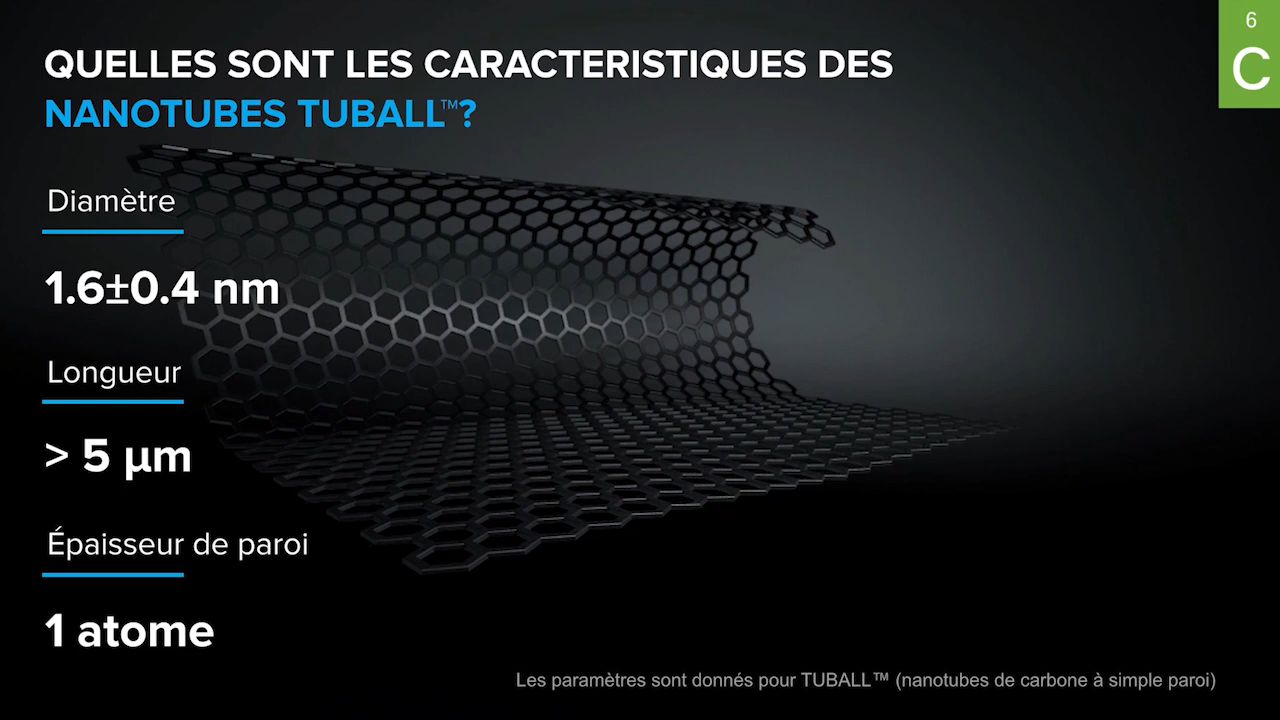 QUELLES SONT LES CARACTERISTIQUES DES
NANOTUBES TUBALL™?
6
C
Diamètre
1.6±0.4 nm
Longueur
> 5 μm
Épaisseur de paroi
1 atome
Les paramètres sont donnés pour TUBALL™ (nanotubes de carbone à simple paroi)